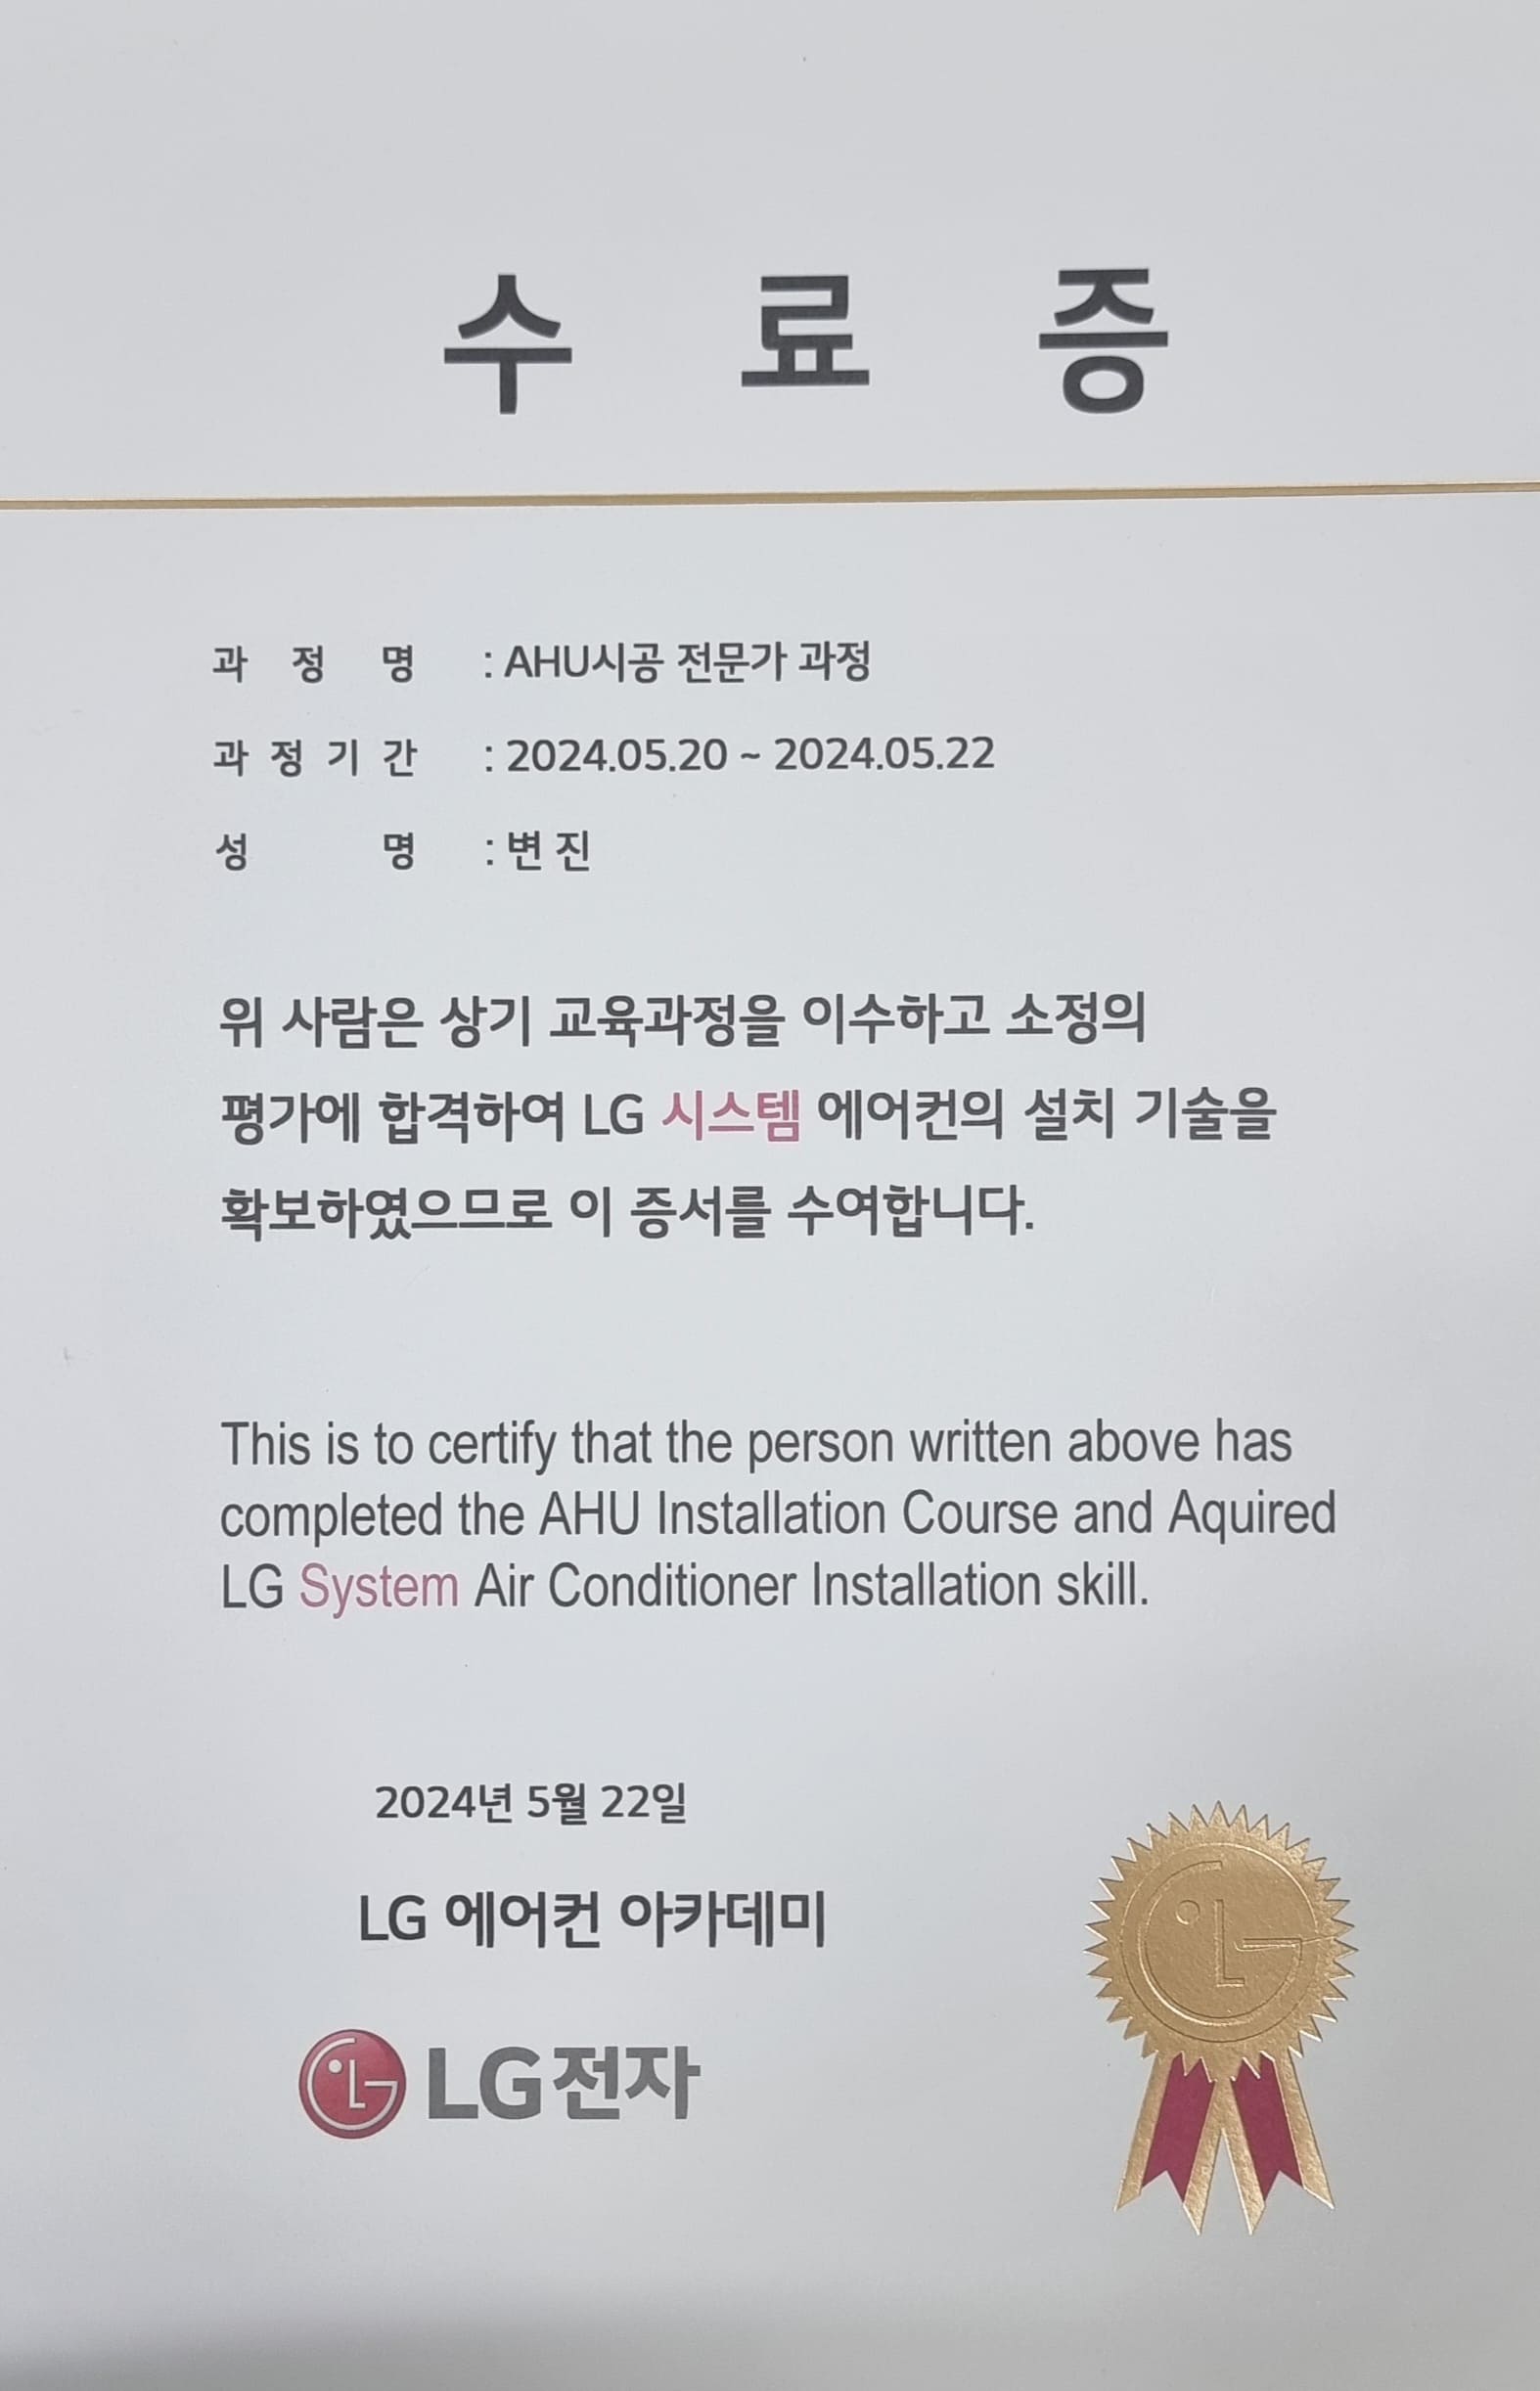 수 료 증
과 정 명 : AHU시공 전문가 과정
과 정 기 간 : 2024.05.20 ~ 2024.05.22
성 명 : 변 진
위 사람은 상기 교육과정을 이수하고 소정의
평가에 합격하여 LG 시스템 에어컨의 설치 기술을
확보하였으므로 이 증서를 수여합니다.
This is to certify that the person written above has
completed the AHU Installation Course and Aquired
LG System Air Conditioner Installation skill.
2024년 5월 22일
LG 에어컨 아카데미
LG전자